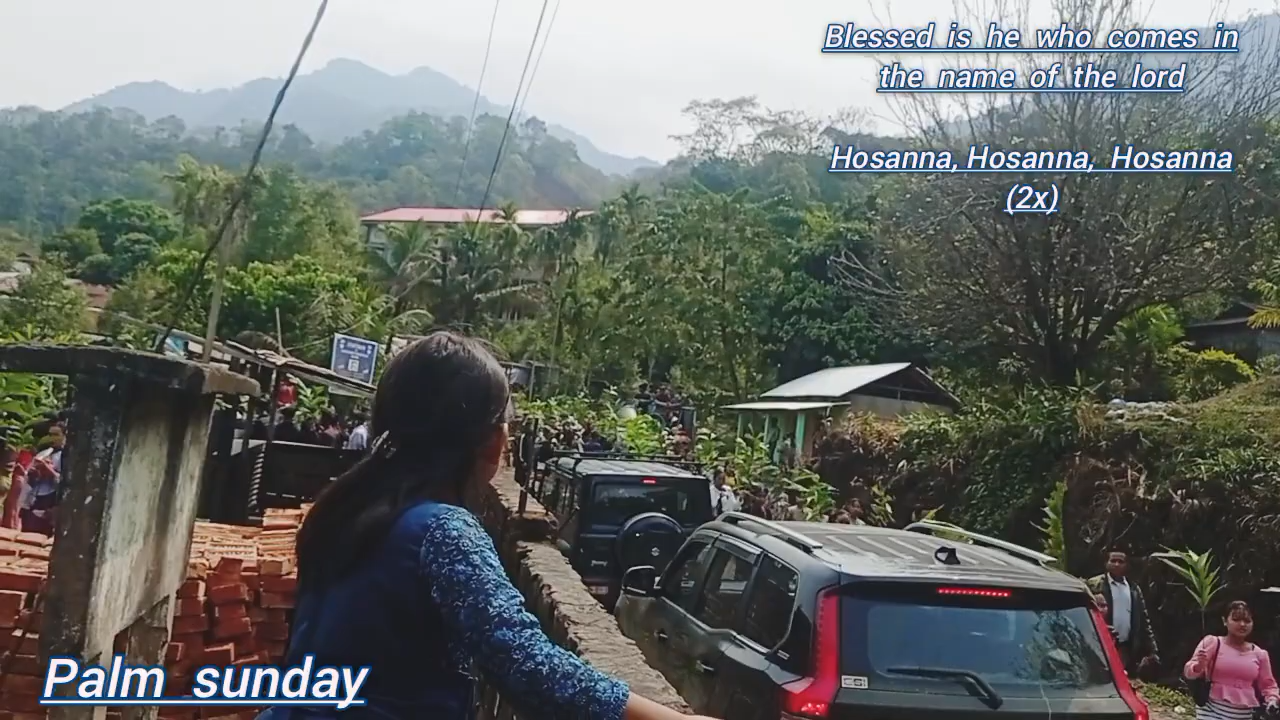 Blessed is he who comes in
the name of the lord
Hosanna, Hosanna, Hosanna
(2x)
Palm sunday